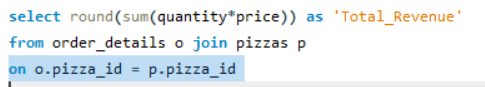 select round(sum(quantity*price)) as 'Total_Revenue'
from order_details o join pizzas p
on o.pizza_id = p.pizza_id